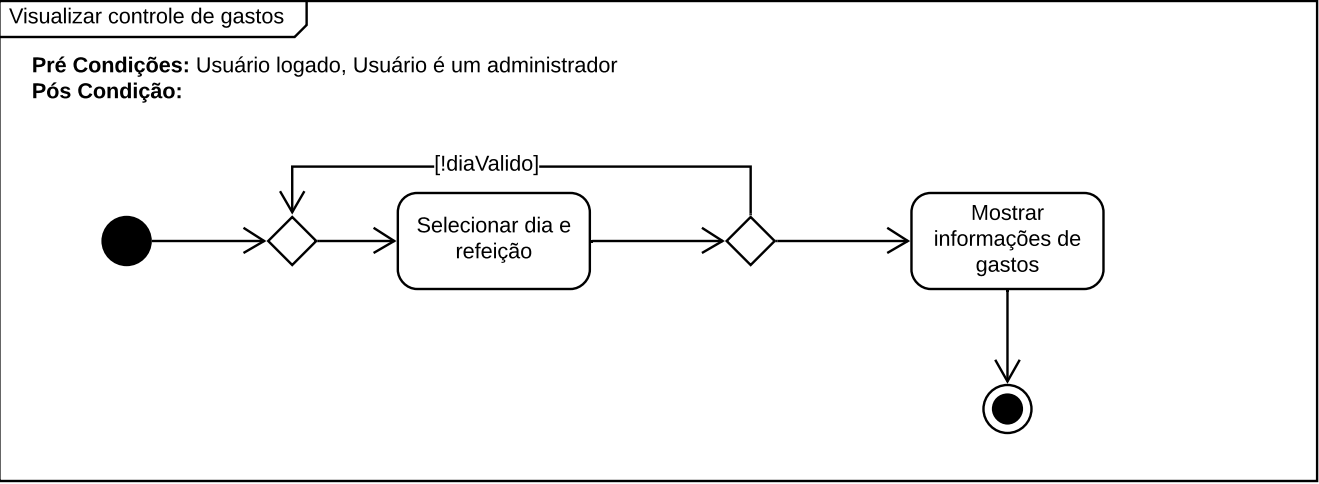 Visualizar controle de gastos
Pré Condições: Usuário logado, Usuário é um administrador
Pós Condição:
[!diaValido]
Selecionar dia e
refeição
Mostrar
informações de
gastos